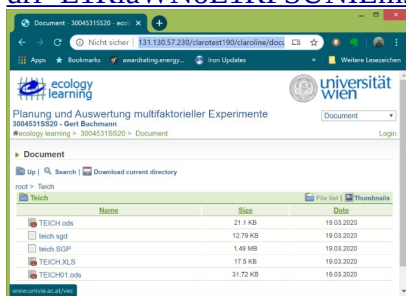 Document - 3004531SS20 - ecol
Nicht sicher | 131.130.57.230/clarotest190/claroline/docu
Apps Bookmarks awardrating.energy... Iron Updates » Weitere Lesezeichen
ecology learning
universität wien
Planung und Auswertung multifaktorieller Experimente
Document
3004531SS20 - Gert Bachmann
ecology learning > 3004531SS20 > Document
Login
Document
Up | Search | Download current directory
root > Teich
Teich File list | Thumbnails
Name Size Date
TEICH.ods 21.1 KB 19.03.2020
teich.sgd 12.79 KB 19.03.2020
teich.SGP 1.49 MB 19.03.2020
TEICH.XLS 17.5 KB 19.03.2020
TEICH01.ods 31.72 KB 19.03.2020
www.univie.ac.at/vec